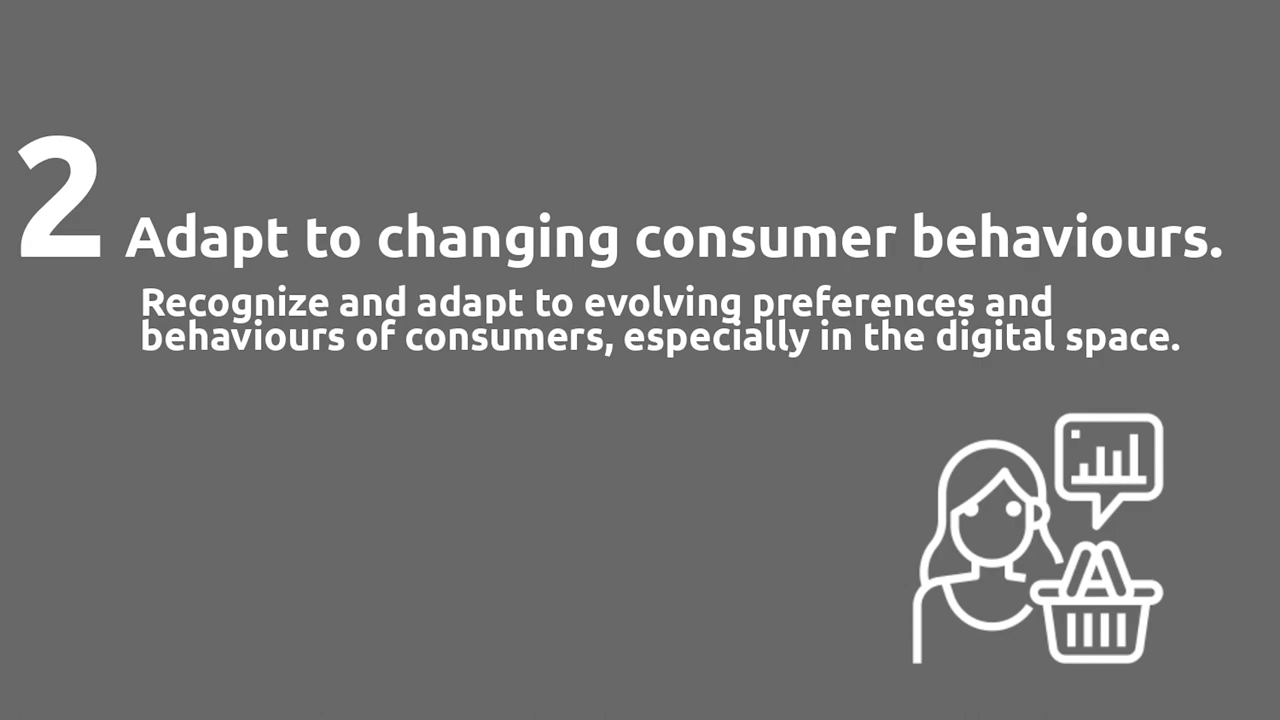 2 Adapt to changing consumer behaviours.
Recognize and adapt to evolving preferences and
behaviours of consumers, especially in the digital space.